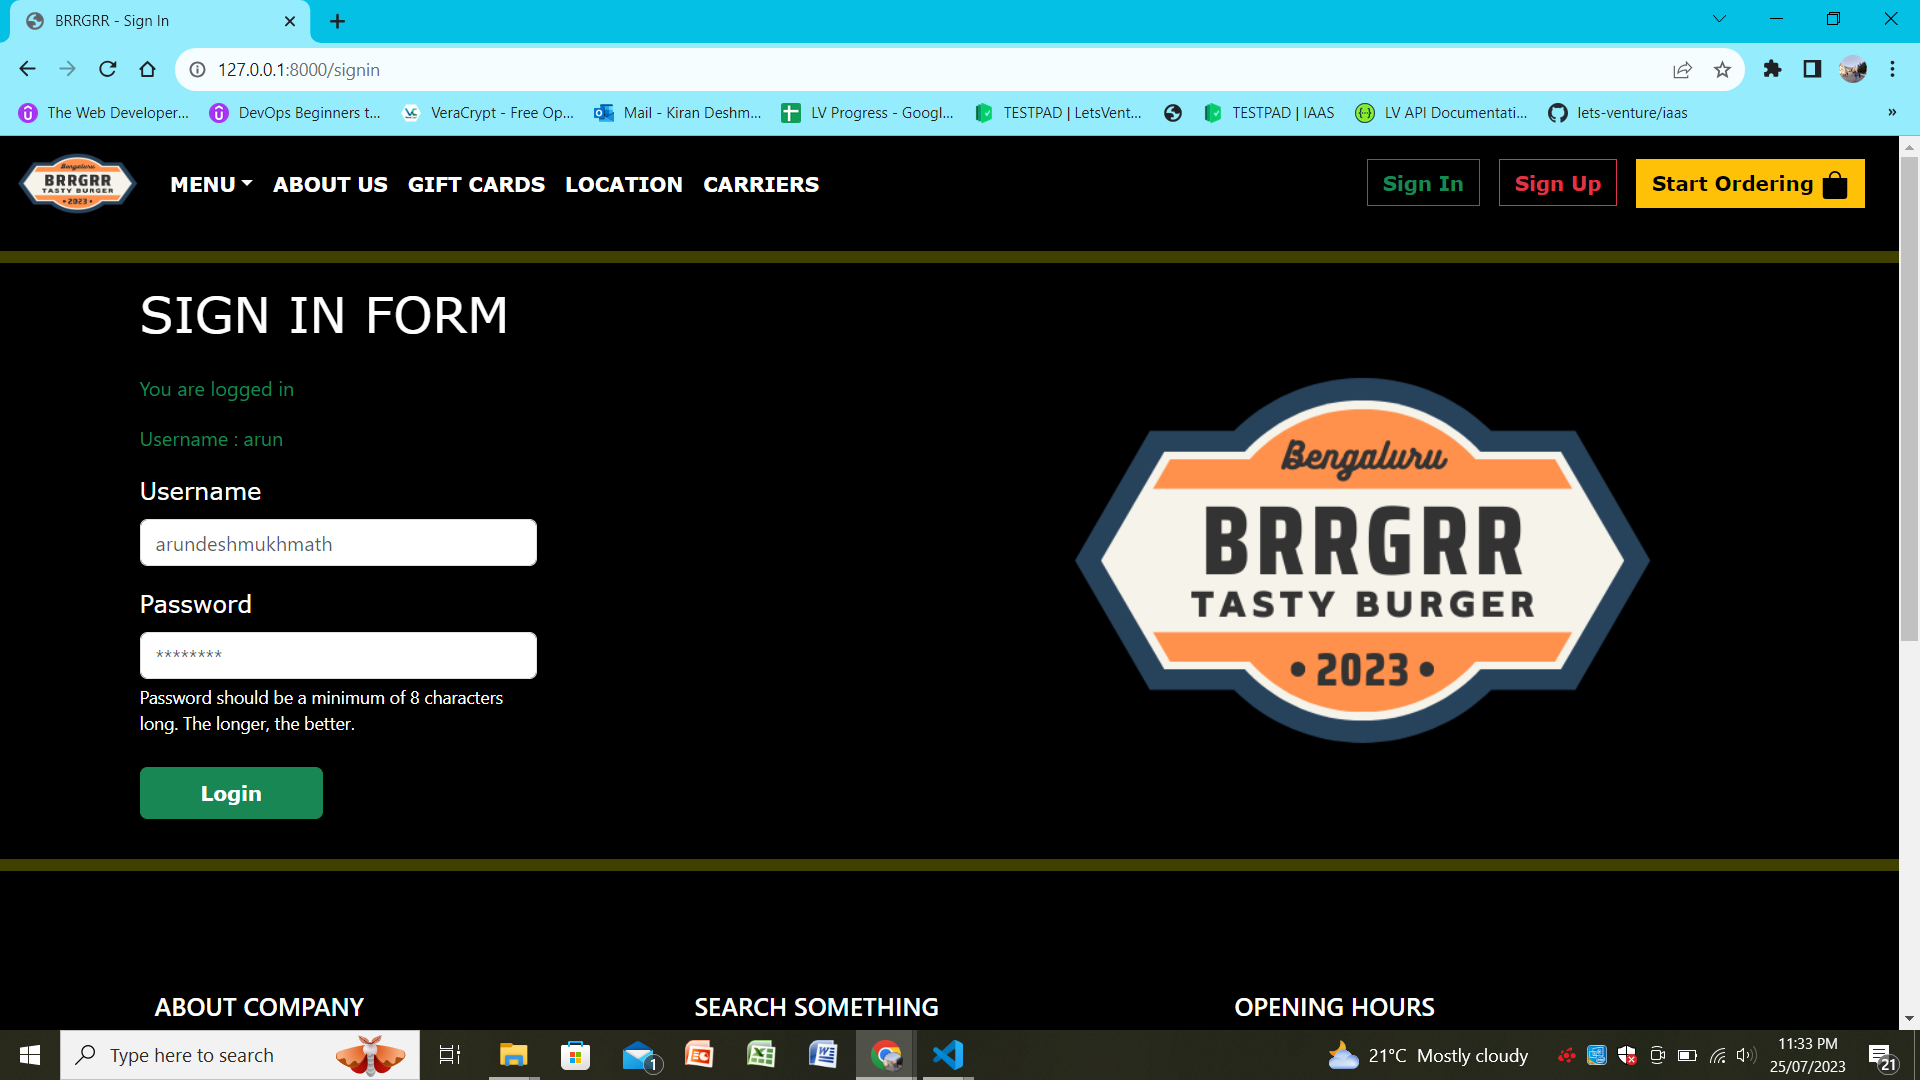 BRRGRR - Sign In
127.0.0.1:8000/signin
The Web Developer...
DevOps Beginners t...
VeraCrypt - Free Op...
Mail - Kiran Deshm...
LV Progress - Googl...
TESTPAD | LetsVent...
TESTPAD | IAAS
LV API Documentati...
lets-venture/iaas
»
Bengaluru
BRRGRR
TASTY BURGER
• 2023 •
MENU
ABOUT US
GIFT CARDS
LOCATION
CARRIERS
Sign In
Sign Up
Start Ordering
SIGN IN FORM
You are logged in
Username : arun
Username
arundeshmukhmath
Password
********
Password should be a minimum of 8 characters
long. The longer, the better.
Login
Bengaluru
BRRGRR
TASTY BURGER
• 2023 •
ABOUT COMPANY
SEARCH SOMETHING
OPENING HOURS
Type here to search
1
21°C Mostly cloudy
11:33 PM
25/07/2023
21